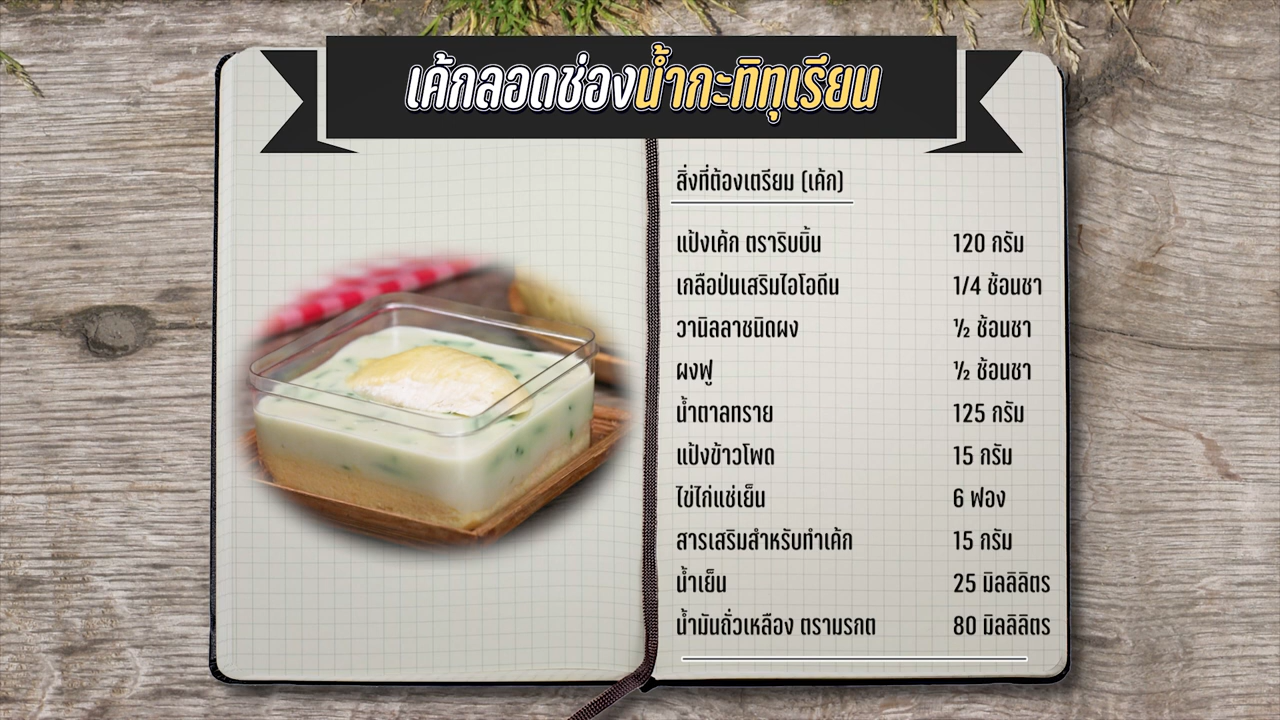 เค้กลอดช่องน้ำกะทิทุเรียน
สิ่งที่ต้องเตรียม (เค้ก)
แป้งเค้ก ตราริบบิ้น 120 กรัม
เกลือป่นเสริมไอโอดีน 1/4 ช้อนชา
วานิลลาชนิดผง ½ ช้อนชา
ผงฟู ½ ช้อนชา
น้ำตาลทราย 125 กรัม
แป้งข้าวโพด 15 กรัม
ไข่ไก่แช่เย็น 6 ฟอง
สารเสริมสำหรับทำเค้ก 15 กรัม
น้ำเย็น 25 มิลลิลิตร
น้ำมันถั่วเหลือง ตรามรกต 80 มิลลิลิตร